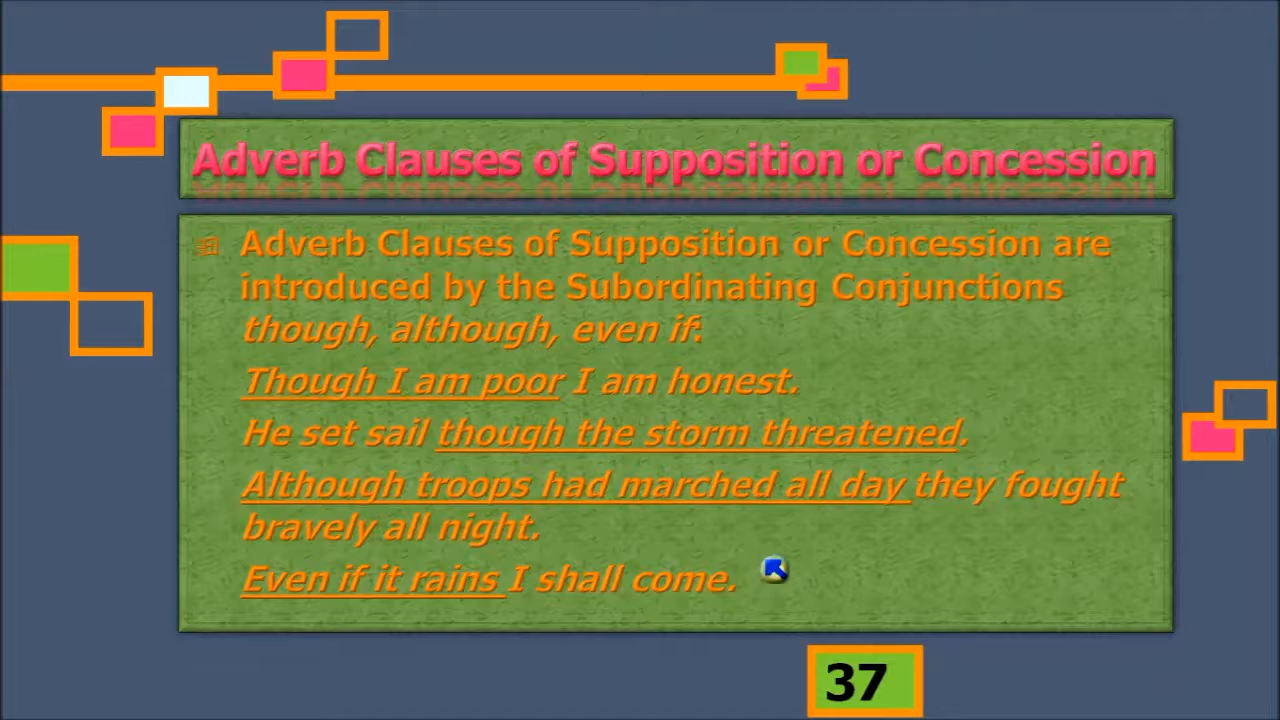 Adverb Clauses of Supposition or Concession
Adverb Clauses of Supposition or Concession are
introduced by the Subordinating Conjunctions
though, although, even if:
Though I am poor I am honest.
He set sail though the storm threatened.
Although troops had marched all day they fought
bravely all night.
Even if it rains I shall come.
37